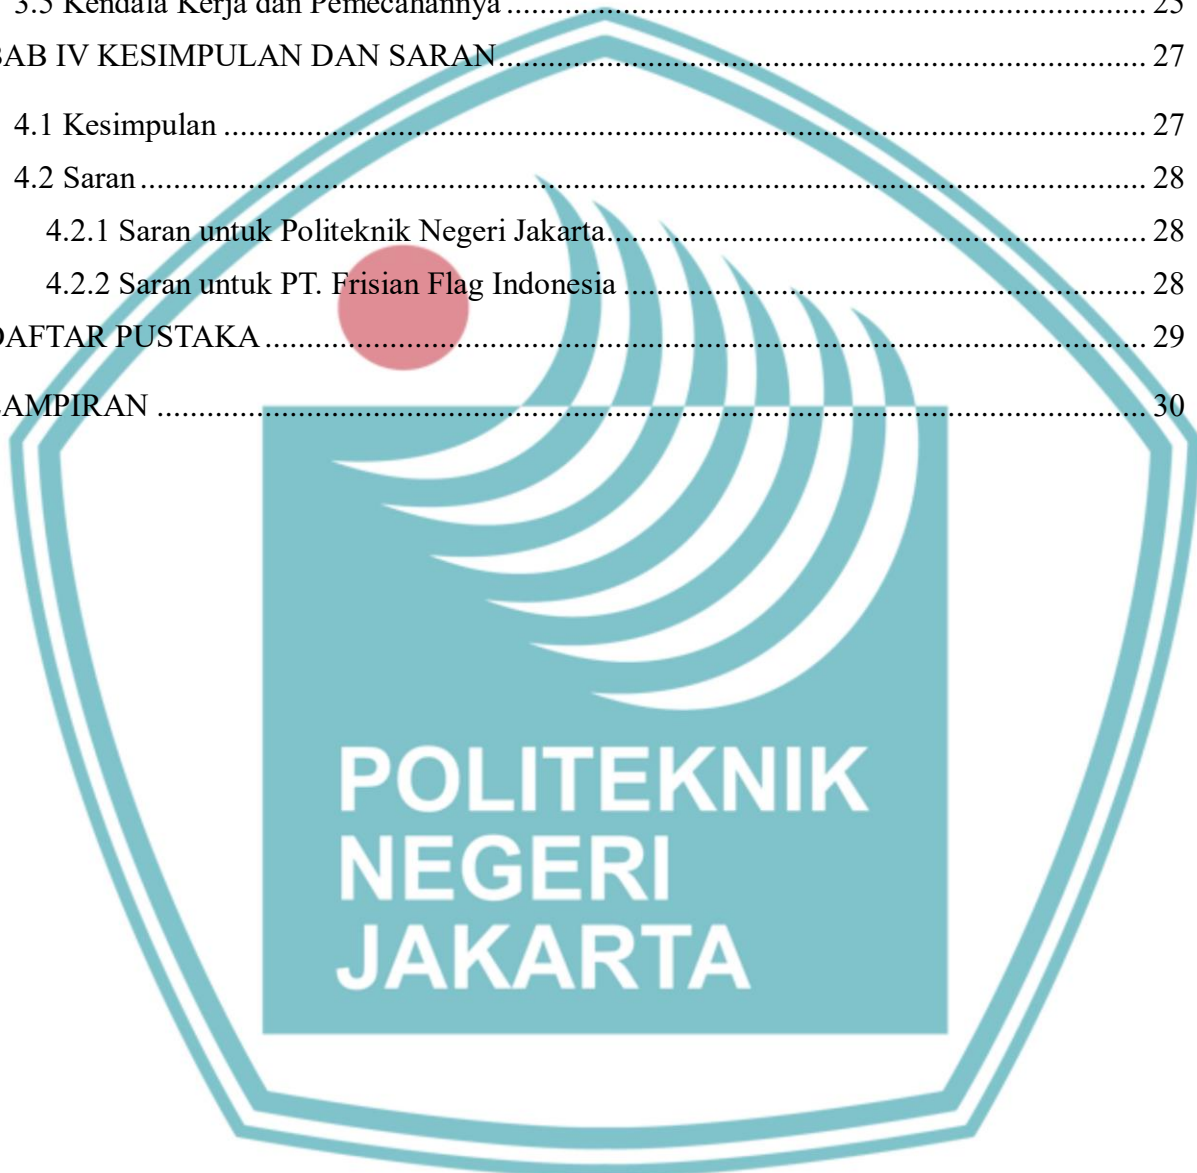 3.5 Kendala Kerja dan Pemecahannya ........................................................................ 25
BAB IV KESIMPULAN DAN SARAN ........................................................................ 27
4.1 Kesimpulan ........................................................................ 27
4.2 Saran ........................................................................ 28
4.2.1 Saran untuk Politeknik Negeri Jakarta ........................................................................ 28
4.2.2 Saran untuk PT. Frisian Flag Indonesia ........................................................................ 28
DAFTAR PUSTAKA ........................................................................ 29
LAMPIRAN ........................................................................ 30
POLITEKNIK
NEGERI
JAKARTA